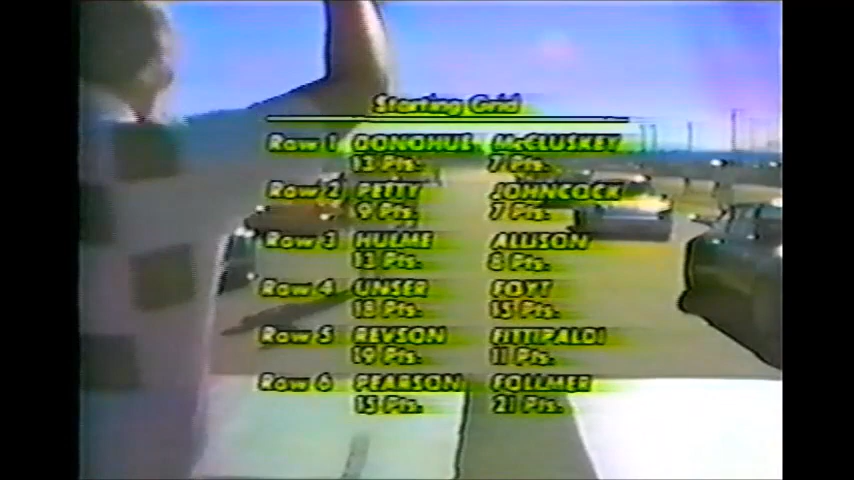 Starting Grid
Row 1 DONOHUE McCLUSKEY
13 Pts. 7 Pts.
Row 2 PETTY JOHNCOCK
9 Pts. 7 Pts.
Row 3 HULME ALLISON
13 Pts. 8 Pts.
Row 4 UNSER FOYT
18 Pts. 15 Pts.
Row 5 REVSON FITTIPALDI
19 Pts. 11 Pts.
Row 6 PEARSON FOLLMER
15 Pts. 21 Pts.